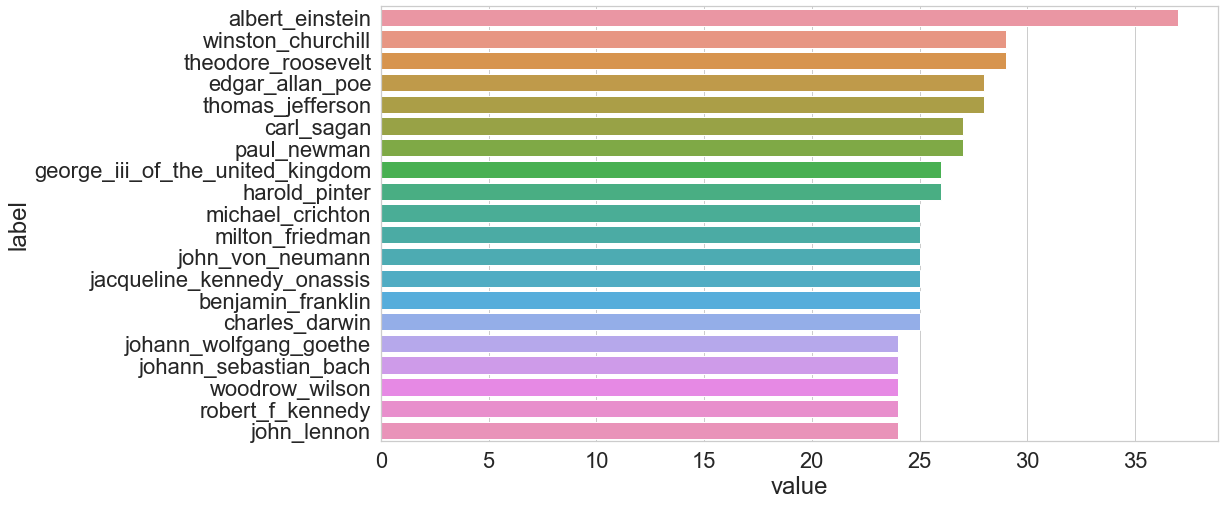 albert_einstein
winston_churchill
theodore_roosevelt
edgar_allan_poe
thomas_jefferson
carl_sagan
paul_newman
george_iii_of_the_united_kingdom
harold_pinter
michael_crichton
milton_friedman
john_von_neumann
jacqueline_kennedy_onassis
benjamin_franklin
charles_darwin
johann_wolfgang_goethe
johann_sebastian_bach
woodrow_wilson
robert_f_kennedy
john_lennon
label
0 5 10 15 20 25 30 35
value